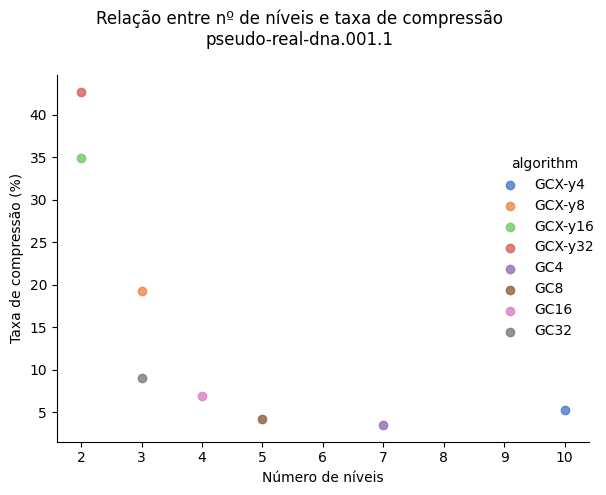 Relação entre nº de níveis e taxa de compressão
pseudo-real-dna.001.1
Taxa de compressão (%)
40
35
30
25
20
15
10
5
2
3
4
5
6
7
8
9
10
Número de níveis
algorithm
GCX-y4
GCX-y8
GCX-y16
GCX-y32
GC4
GC8
GC16
GC32